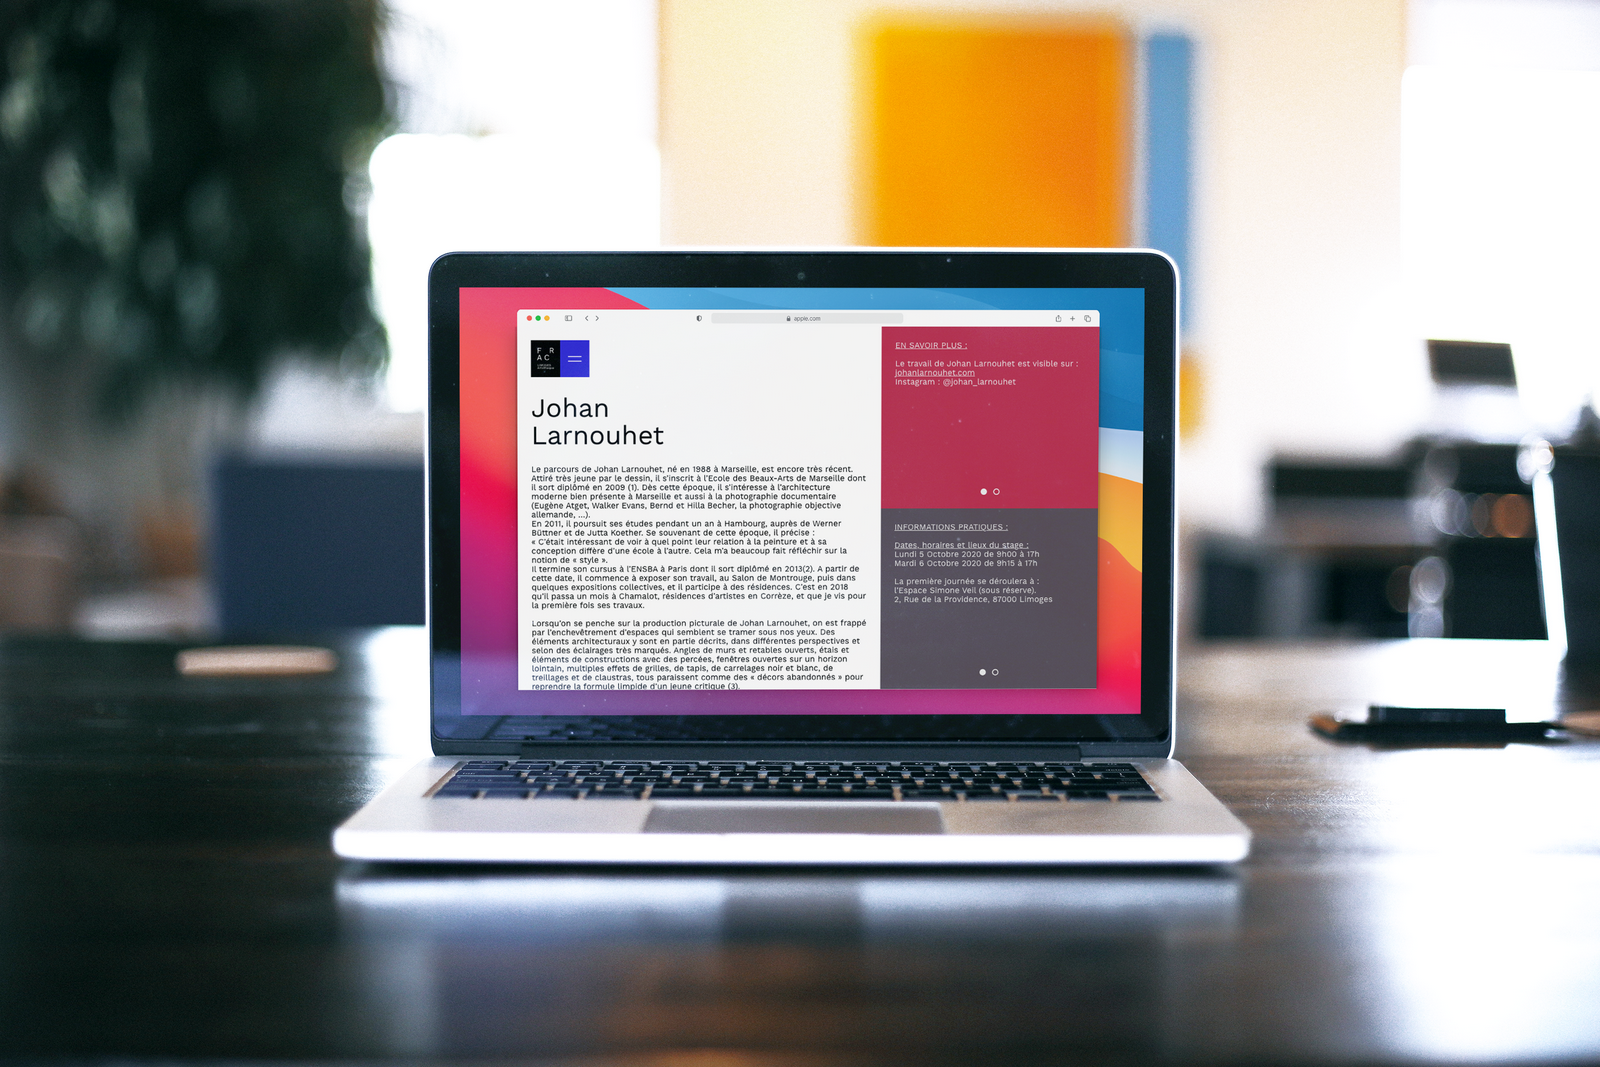 apple.com
F R
A C
Johan
Larnouhet
Le parcours de Johan Larnouhet, né en 1988 à Marseille, est encore très récent.
Attiré très jeune par le dessin, il s'inscrit à l'Ecole des Beaux-Arts de Marseille dont
il sort diplômé en 2009 (1). Dès cette époque, il s'intéresse à l'architecture
moderne bien présente à Marseille et aussi à la photographie documentaire
(Eugène Atget, Walker Evans, Bernd et Hilla Becher, la photographie objective
allemande, ...).
En 2011, il poursuit ses études pendant un an à Hambourg, auprès de Werner
Büttner et de Jutta Koether. Se souvenant de cette époque, il précise :
« C'était intéressant de voir à quel point leur relation à la peinture et à sa
conception diffère d'une école à l'autre. Cela m'a beaucoup fait réfléchir sur la
notion de « style ».
Il termine son cursus à l'ENSBA à Paris dont il sort diplômé en 2013(2). A partir de
cette date, il commence à exposer son travail, au Salon de Montrouge, puis dans
quelques expositions collectives, et il participe à des résidences. C'est en 2018
qu'il passa un mois à Chamalot, résidences d'artistes en Corrèze, et que je vis pour
la première fois ses travaux.
Lorsqu'on se penche sur la production picturale de Johan Larnouhet, on est frappé
par l'enchevêtrement d'espaces qui semblent se tramer sous nos yeux. Des
éléments architecturaux y sont en partie décrits, dans différentes perspectives et
selon des éclairages très marqués. Angles de murs et retables ouverts, étais et
éléments de constructions avec des percées, fenêtres ouvertes sur un horizon
lointain, multiples effets de grilles, de tapis, de carrelages noir et blanc, de
treillages et de claustras, tous paraissent comme des « décors abandonnés » pour
reprendre la formule limpide d'un jeune critique (3).
EN SAVOIR PLUS :
Le travail de Johan Larnouhet est visible sur :
johanlarnouhet.com
Instagram : @johan_larnouhet
INFORMATIONS PRATIQUES :
Dates, horaires et lieux du stage :
Lundi 5 Octobre 2020 de 9h00 à 17h
Mardi 6 Octobre 2020 de 9h15 à 17h
La première journée se déroulera à :
l'Espace Simone Veil (sous réserve).
2, Rue de la Providence, 87000 Limoges